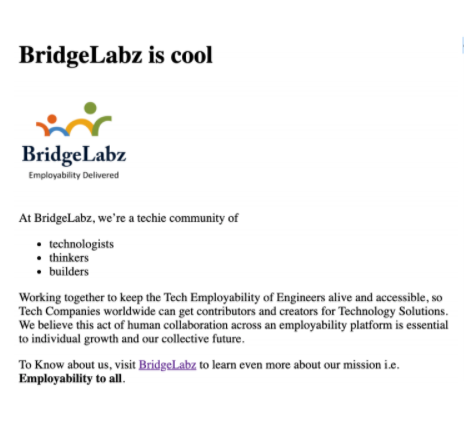 BridgeLabz is cool
BridgeLabz
Employability Delivered
At BridgeLabz, we're a techie community of
• technologists
• thinkers
• builders
Working together to keep the Tech Employability of Engineers alive and accessible, so
Tech Companies worldwide can get contributors and creators for Technology Solutions.
We believe this act of human collaboration across an employability platform is essential
to individual growth and our collective future.
To Know about us, visit BridgeLabz to learn even more about our mission i.e.
Employability to all.